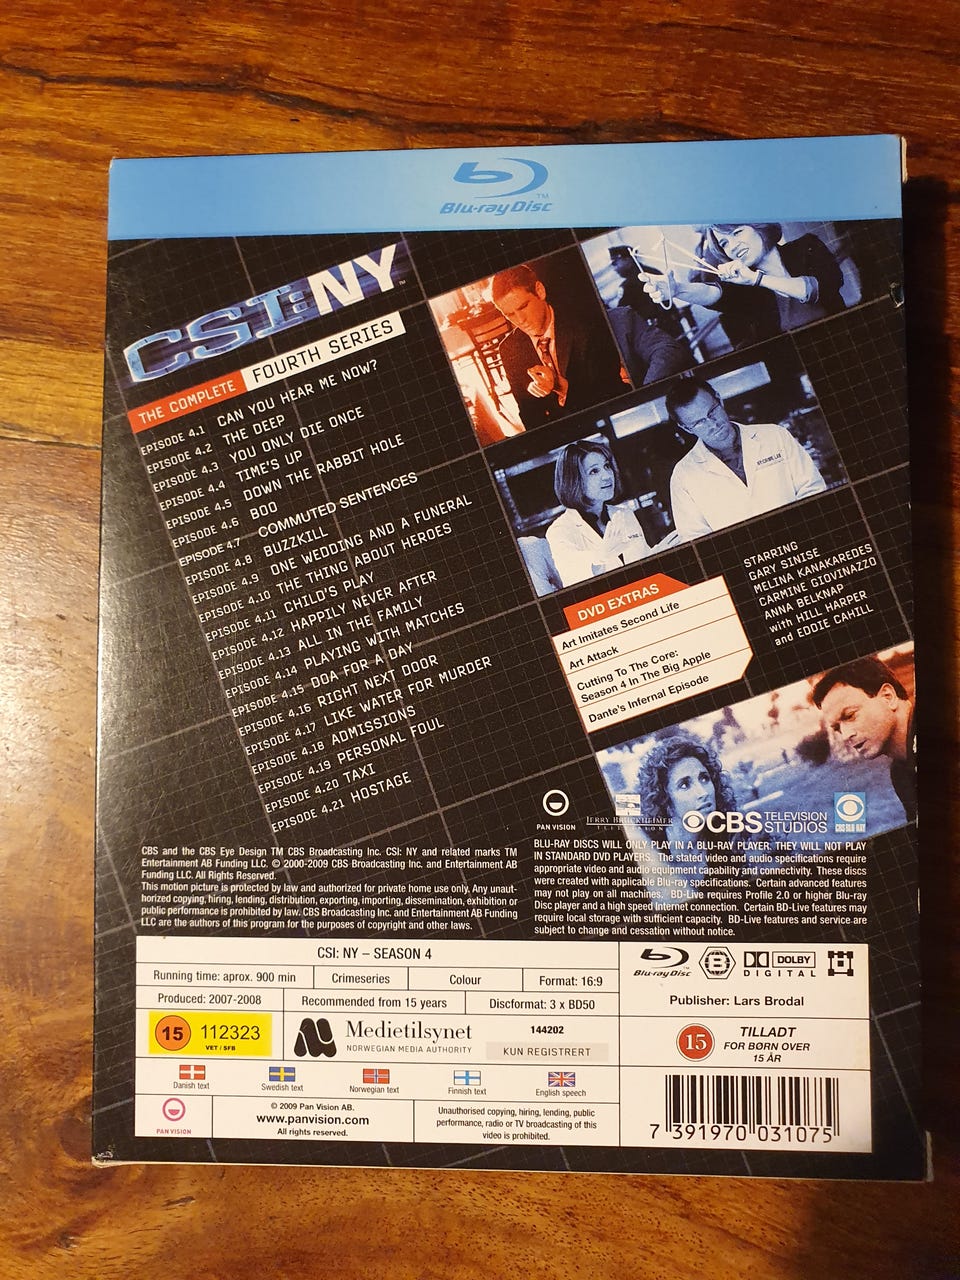 Blu-ray Disc™
CSI: NY™
THE COMPLETE FOURTH SERIES
EPISODE 4.1 CAN YOU HEAR ME NOW?
EPISODE 4.2 THE DEEP
EPISODE 4.3 YOU ONLY DIE ONCE
EPISODE 4.4 TIME'S UP
EPISODE 4.5 DOWN THE RABBIT HOLE
EPISODE 4.6 BOO
EPISODE 4.7 COMMUTED SENTENCES
EPISODE 4.8 BUZZKILL
EPISODE 4.9 ONE WEDDING AND A FUNERAL
EPISODE 4.10 THE THING ABOUT HEROES
EPISODE 4.11 CHILD'S PLAY
EPISODE 4.12 HAPPILY NEVER AFTER
EPISODE 4.13 ALL IN THE FAMILY
EPISODE 4.14 PLAYING WITH MATCHES
EPISODE 4.15 DOA FOR A DAY
EPISODE 4.16 RIGHT NEXT DOOR
EPISODE 4.17 LIKE WATER FOR MURDER
EPISODE 4.18 ADMISSIONS
EPISODE 4.19 PERSONAL FOUL
EPISODE 4.20 TAXI
EPISODE 4.21 HOSTAGE
STARRING
GARY SINISE
MELINA KANAKAREDES
CARMINE GIOVINAZZO
ANNA BELKNAP
with HILL HARPER
and EDDIE CAHILL
DVD EXTRAS
Art Imitates Second Life
Art Attack
Cutting To The Core:
Season 4 In The Big Apple
Dante's Infernal Episode
PAN VISION
JERRY BRUCKHEIMER
TELEVISION
CBS TELEVISION
STUDIOS
CBS BLU-RAY
CBS and the CBS Eye Design TM CBS Broadcasting Inc. CSI: NY and related marks TM
Entertainment AB Funding LLC. © 2000-2009 CBS Broadcasting Inc. and Entertainment AB
Funding LLC. All Rights Reserved.
This motion picture is protected by law and authorized for private home use only. Any unaut-
horized copying, hiring, lending, distribution, exporting, importing, dissemination, exhibition or
public performance is prohibited by law. CBS Broadcasting Inc. and Entertainment AB Funding
LLC are the authors of this program for the purposes of copyright and other laws.
BLU-RAY DISCS WILL ONLY PLAY IN A BLU-RAY PLAYER. THEY WILL NOT PLAY
IN STANDARD DVD PLAYERS. The stated video and audio specifications require
appropriate video and audio equipment capability and connectivity. These discs
were created with applicable Blu-ray specifications. Certain advanced features
may not play on all machines. BD-Live requires Profile 2.0 or higher Blu-ray
Disc player and a high speed Internet connection. Certain BD-Live features may
require local storage with sufficient capacity. BD-Live features and service are
subject to change and cessation without notice.
CSI: NY – SEASON 4
Running time: aprox. 900 min
Crimeseries
Colour
Format: 16:9
Produced: 2007-2008
Recommended from 15 years
Discformat: 3 x BD50
15 112323
VET / SFB
Medietilsynet
NORWEGIAN MEDIA AUTHORITY
144202
KUN REGISTRERT
Danish text
Swedish text
Norwegian text
Finnish text
English speech
PAN VISION
© 2009 Pan Vision AB.
www.panvision.com
All rights reserved.
Unauthorised copying, hiring, lending, public
performance, radio or TV broadcasting of this
video is prohibited.
Blu-ray Disc
B
DOLBY
DIGITAL
Publisher: Lars Brodal
15
TILLADT
FOR BØRN OVER
15 ÅR
7 391970 031075